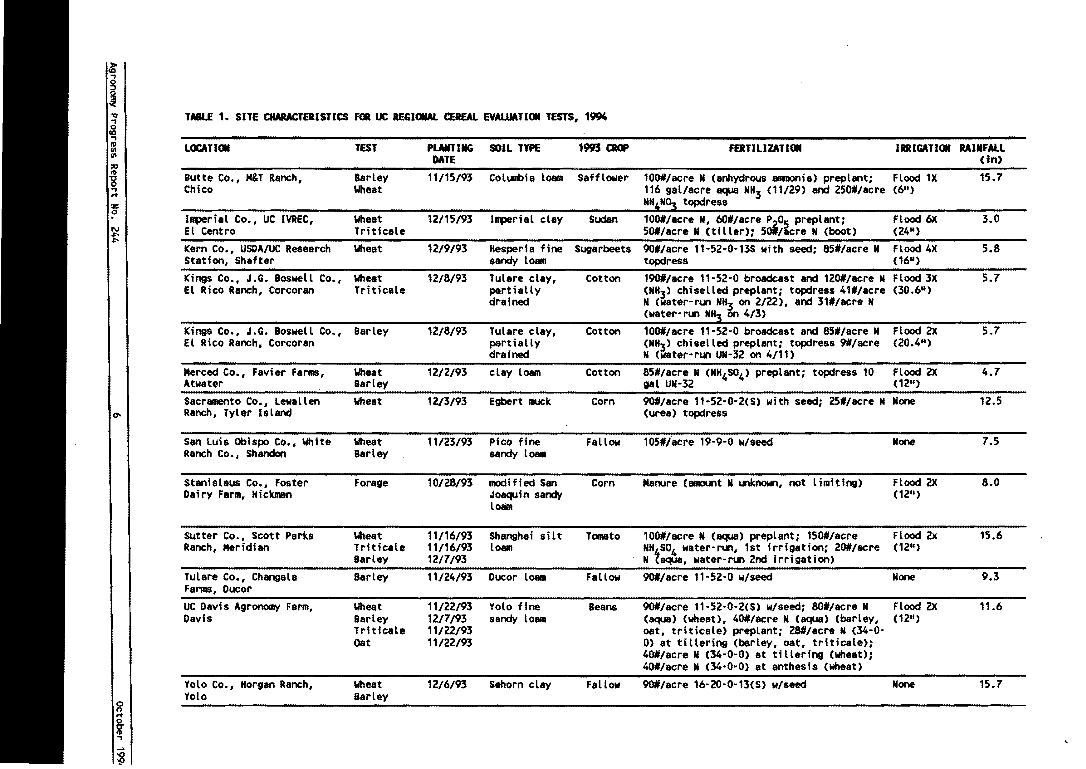 Agronomy Progress Report No. 244
6
October 199
TABLE 1. SITE CHARACTERISTICS FOR UC REGIONAL CEREAL EVALUATION TESTS, 1994
LOCATION TEST PLANTING SOIL TYPE 1993 CROP FERTILIZATION IRRIGATION RAINFALL
DATE (in)
Butte Co., M&T Ranch, Barley 11/15/93 Columbia loam Safflower 100#/acre N (anhydrous ammonia) preplant; Flood 1X 15.7
Chico Wheat 116 gal/acre aqua NH3 (11/29) and 250#/acre (6")
NH4NO3 topdress
Imperial Co., UC IVREC, Wheat 12/15/93 Imperial clay Sudan 100#/acre N, 60#/acre P2O5 preplant; Flood 6X 3.0
El Centro Triticale 50#/acre N (tiller); 50#/acre N (boot) (24")
Kern Co., USDA/UC Research Wheat 12/9/93 Hesperia fine Sugarbeets 90#/acre 11-52-0-13S with seed; 85#/acre N Flood 4X 5.8
Station, Shafter sandy loam topdress (16")
Kings Co., J.G. Boswell Co., Wheat 12/8/93 Tulare clay, Cotton 190#/acre 11-52-0 broadcast and 120#/acre N Flood 3X 5.7
El Rico Ranch, Corcoran Triticale partially (NH3) chiselled preplant; topdress 41#/acre (30.6")
drained N (water-run NH3 on 2/22), and 31#/acre N
(water-run NH3 on 4/3)
Kings Co., J.G. Boswell Co., Barley 12/8/93 Tulare clay, Cotton 100#/acre 11-52-0 broadcast and 85#/acre N Flood 2X 5.7
El Rico Ranch, Corcoran partially (NH3) chiselled preplant; topdress 9#/acre (20.4")
drained N (water-run UN-32 on 4/11)
Merced Co., Favier Farms, Wheat 12/2/93 clay loam Cotton 85#/acre N (NH4SO4) preplant; topdress 10 Flood 2X 4.7
Atwater Barley gal UN-32 (12")
Sacramento Co., Lewallen Wheat 12/3/93 Egbert muck Corn 90#/acre 11-52-0-2(S) with seed; 25#/acre N None 12.5
Ranch, Tyler Island (urea) topdress
San Luis Obispo Co., White Wheat 11/23/93 Pico fine Fallow 105#/acre 19-9-0 w/seed None 7.5
Ranch Co., Shandon Barley sandy loam
Stanislaus Co., Foster Forage 10/28/93 modified San Corn Manure (amount N unknown, not limiting) Flood 2X 8.0
Dairy Farm, Hickman Joaquin sandy (12")
loam
Sutter Co., Scott Parks Wheat 11/16/93 Shanghai silt Tomato 100#/acre N (aqua) preplant; 150#/acre Flood 2X 15.6
Ranch, Meridian Triticale 11/16/93 loam NH4SO4 water-run, 1st irrigation; 20#/acre (12")
Barley 12/7/93 N (aqua, water-run 2nd irrigation)
Tulare Co., Changala Barley 11/24/93 Ducor loam Fallow 90#/acre 11-52-0 w/seed None 9.3
Farms, Ducor
UC Davis Agronomy Farm, Wheat 11/22/93 Yolo fine Beans 90#/acre 11-52-0-2(S) w/seed; 80#/acre N Flood 2X 11.6
Davis Barley 12/7/93 sandy loam (aqua) (wheat), 40#/acre N (aqua) (barley, (12")
Triticale 11/22/93 oat, triticale) preplant; 28#/acre N (34-0-
Oat 11/22/93 0) at tillering (barley, oat, triticale);
40#/acre N (34-0-0) at tillering (wheat);
40#/acre N (34-0-0) at anthesis (wheat)
Yolo Co., Horgan Ranch, Wheat 12/6/93 Sehorn clay Fallow 90#/acre 16-20-0-13(S) w/seed None 15.7
Yolo Barley